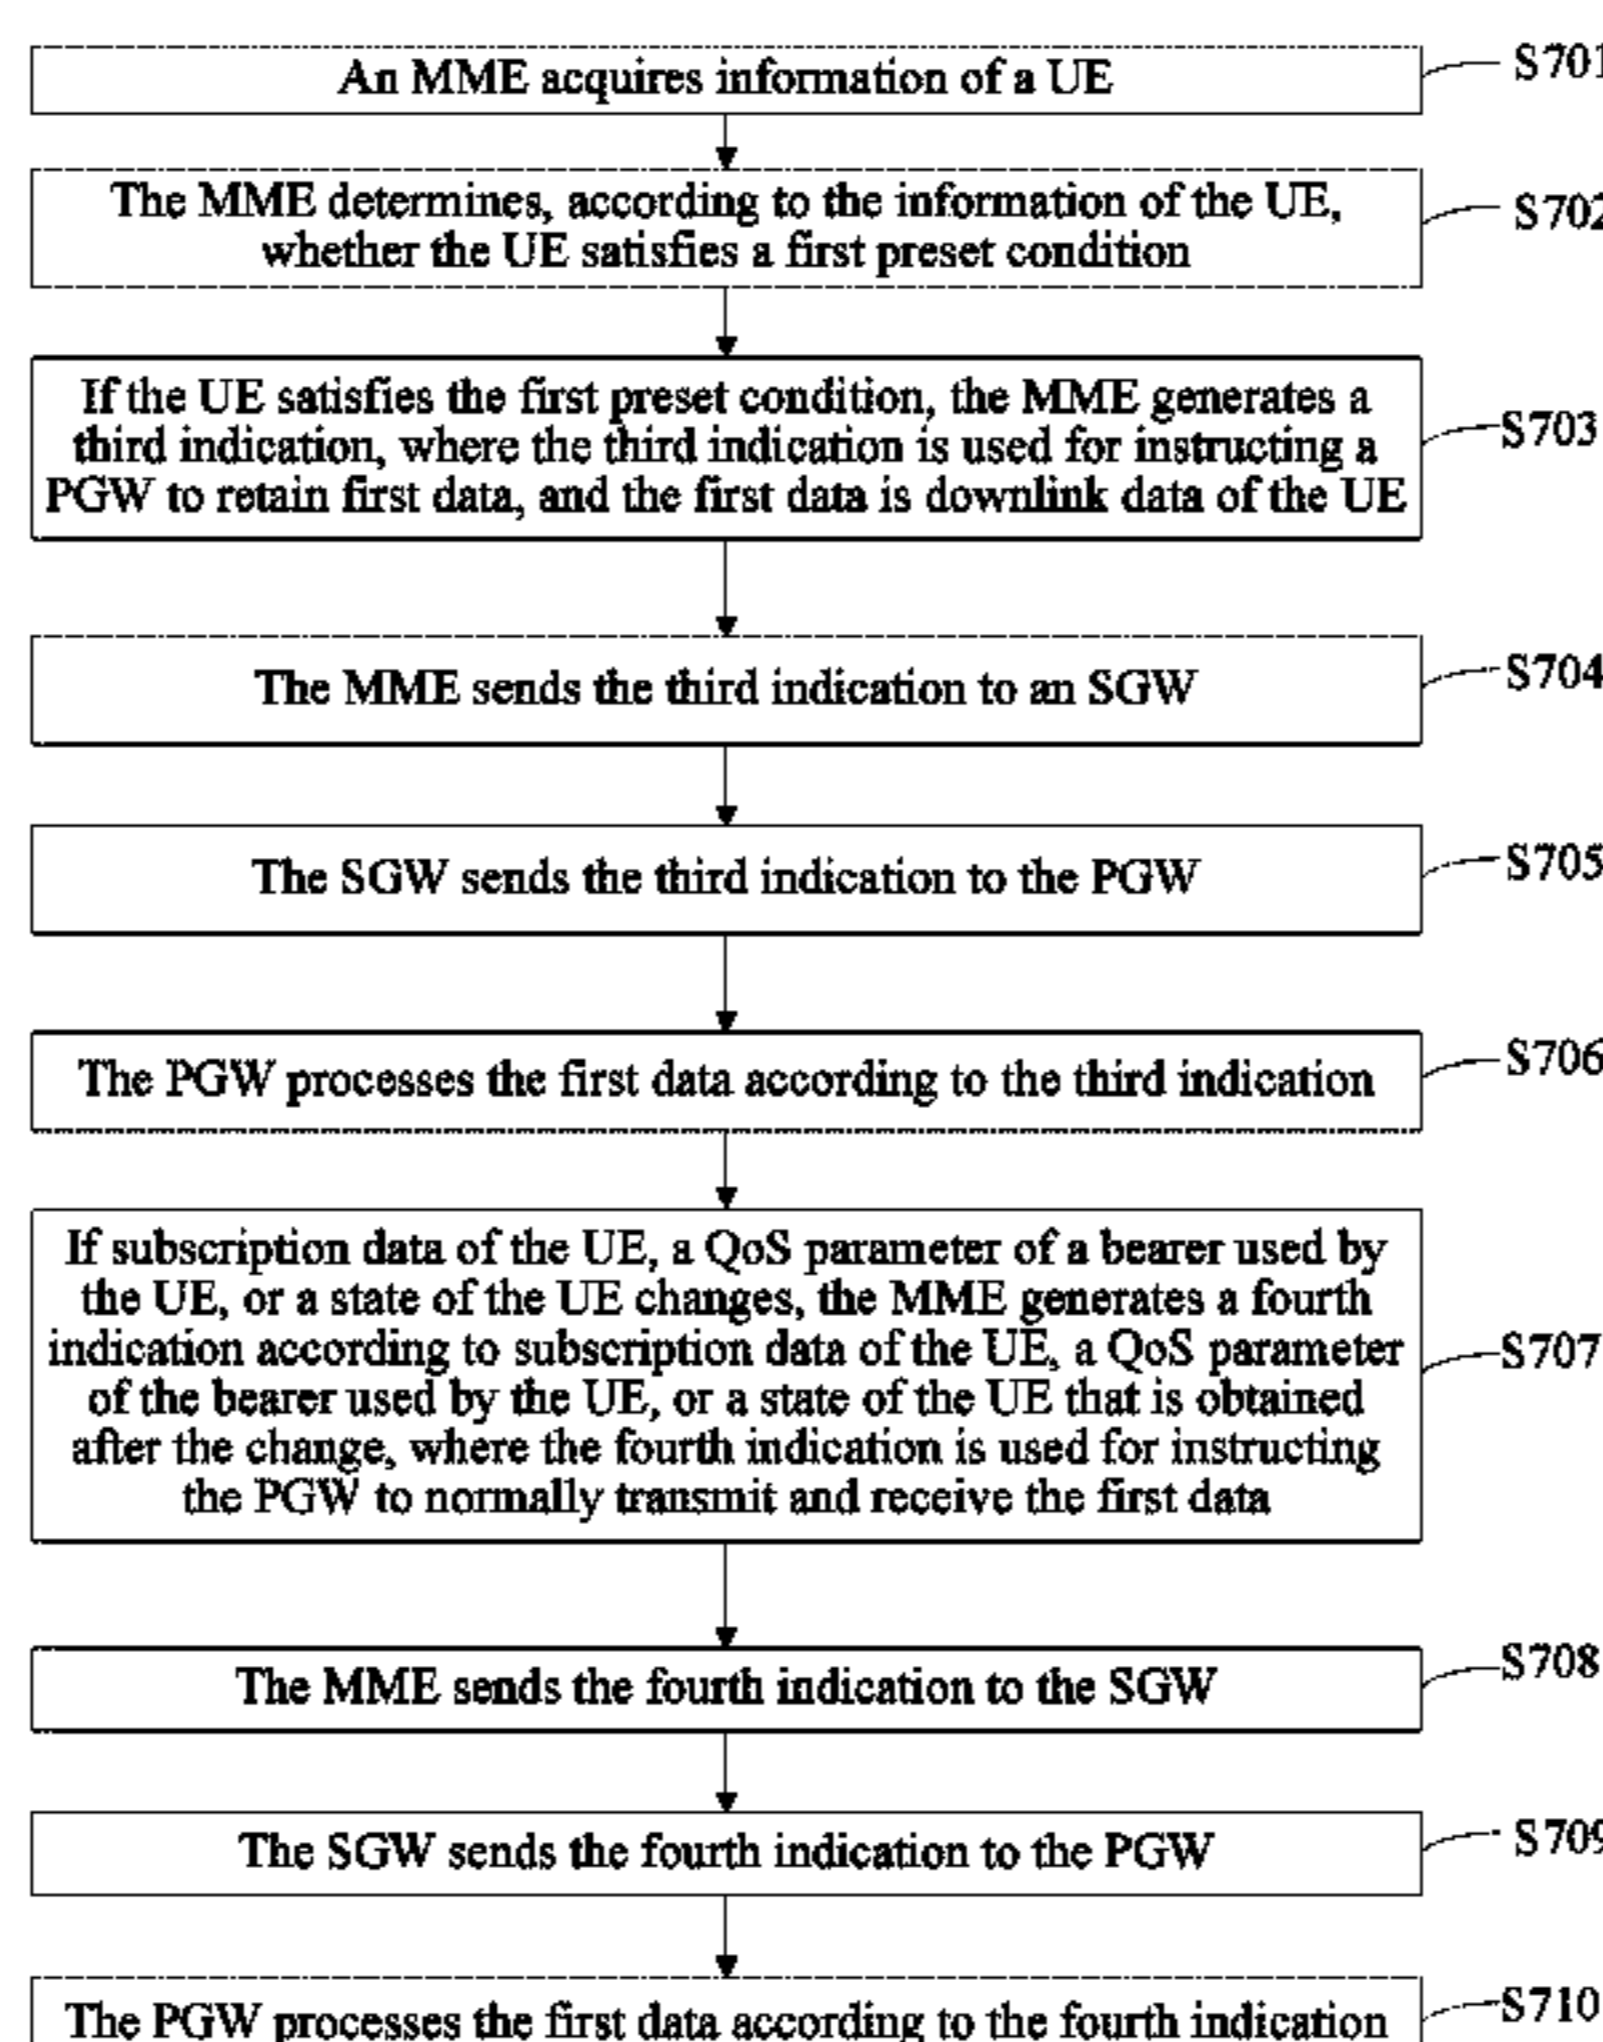 An MME acquires information of a UE
S701
The MME determines, according to the information of the UE,
whether the UE satisfies a first preset condition
S702
If the UE satisfies the first preset condition, the MME generates a
third indication, where the third indication is used for instructing a
PGW to retain first data, and the first data is downlink data of the UE
S703
The MME sends the third indication to an SGW
S704
The SGW sends the third indication to the PGW
S705
The PGW processes the first data according to the third indication
S706
If subscription data of the UE, a QoS parameter of a bearer used by
the UE, or a state of the UE changes, the MME generates a fourth
indication according to subscription data of the UE, a QoS parameter
of the bearer used by the UE, or a state of the UE that is obtained
after the change, where the fourth indication is used for instructing
the PGW to normally transmit and receive the first data
S707
The MME sends the fourth indication to the SGW
S708
The SGW sends the fourth indication to the PGW
S709
The PGW processes the first data according to the fourth indication
S710